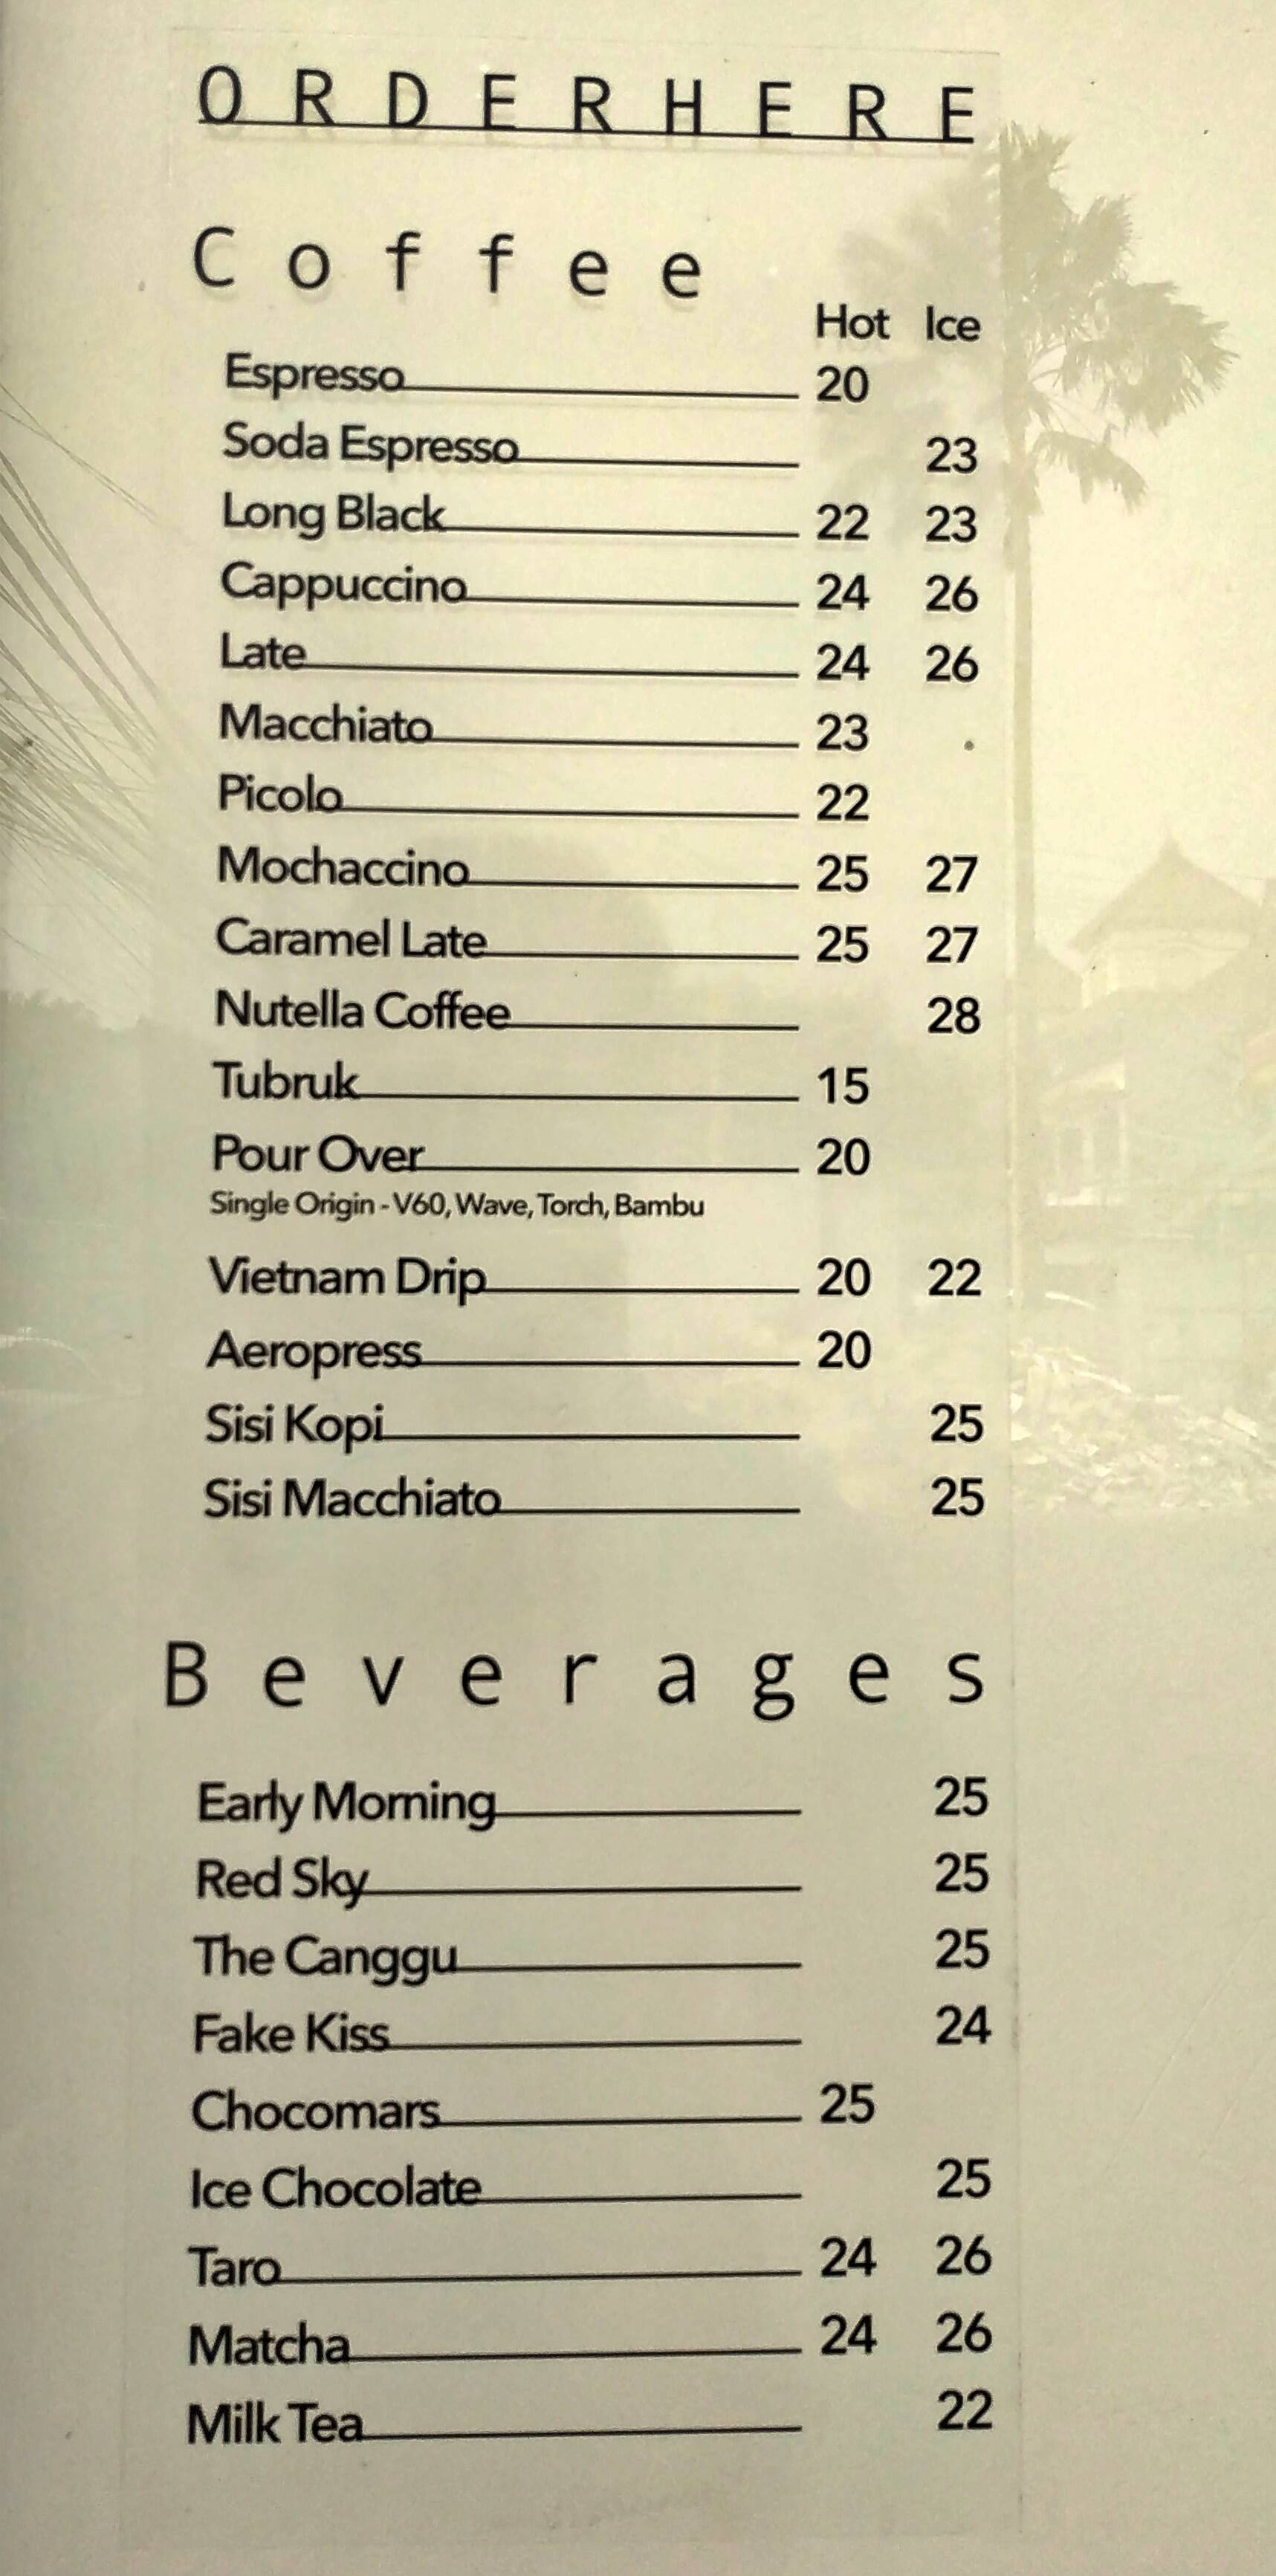 ORDERHERE
Coffee
Hot Ice
Espresso 20
Soda Espresso 23
Long Black 22 23
Cappuccino 24 26
Late 24 26
Macchiato 23
Picolo 22
Mochaccino 25 27
Caramel Late 25 27
Nutella Coffee 28
Tubruk 15
Pour Over 20
Single Origin - V60, Wave, Torch, Bambu
Vietnam Drip 20 22
Aeropress 20
Sisi Kopi 25
Sisi Macchiato 25
Beverages
Early Morning 25
Red Sky 25
The Canggu 25
Fake Kiss 24
Chocomars 25
Ice Chocolate 25
Taro 24 26
Matcha 24 26
Milk Tea 22